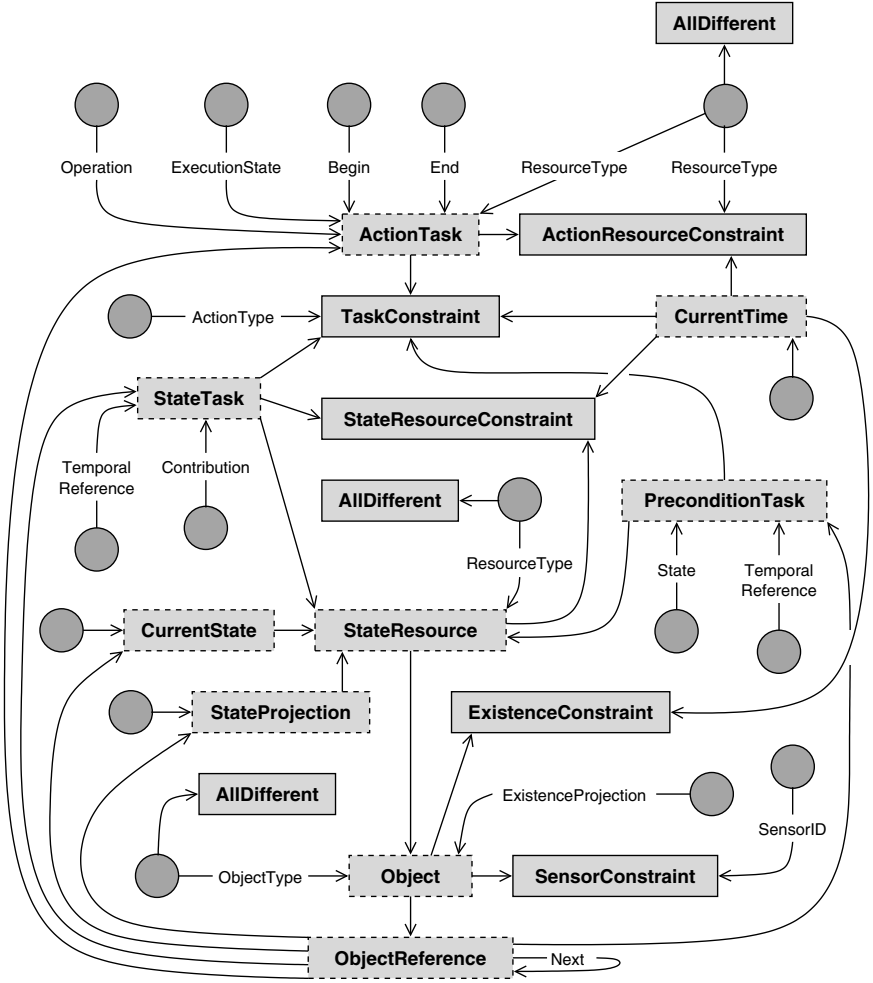 AllDifferent
Operation
ExecutionState
Begin
End
ResourceType
ResourceType
ActionTask
ActionResourceConstraint
ActionType
TaskConstraint
CurrentTime
StateTask
StateResourceConstraint
Temporal
Reference
Contribution
AllDifferent
PreconditionTask
ResourceType
State
Temporal
Reference
CurrentState
StateResource
StateProjection
ExistenceConstraint
AllDifferent
ExistenceProjection
SensorID
ObjectType
Object
SensorConstraint
ObjectReference
Next